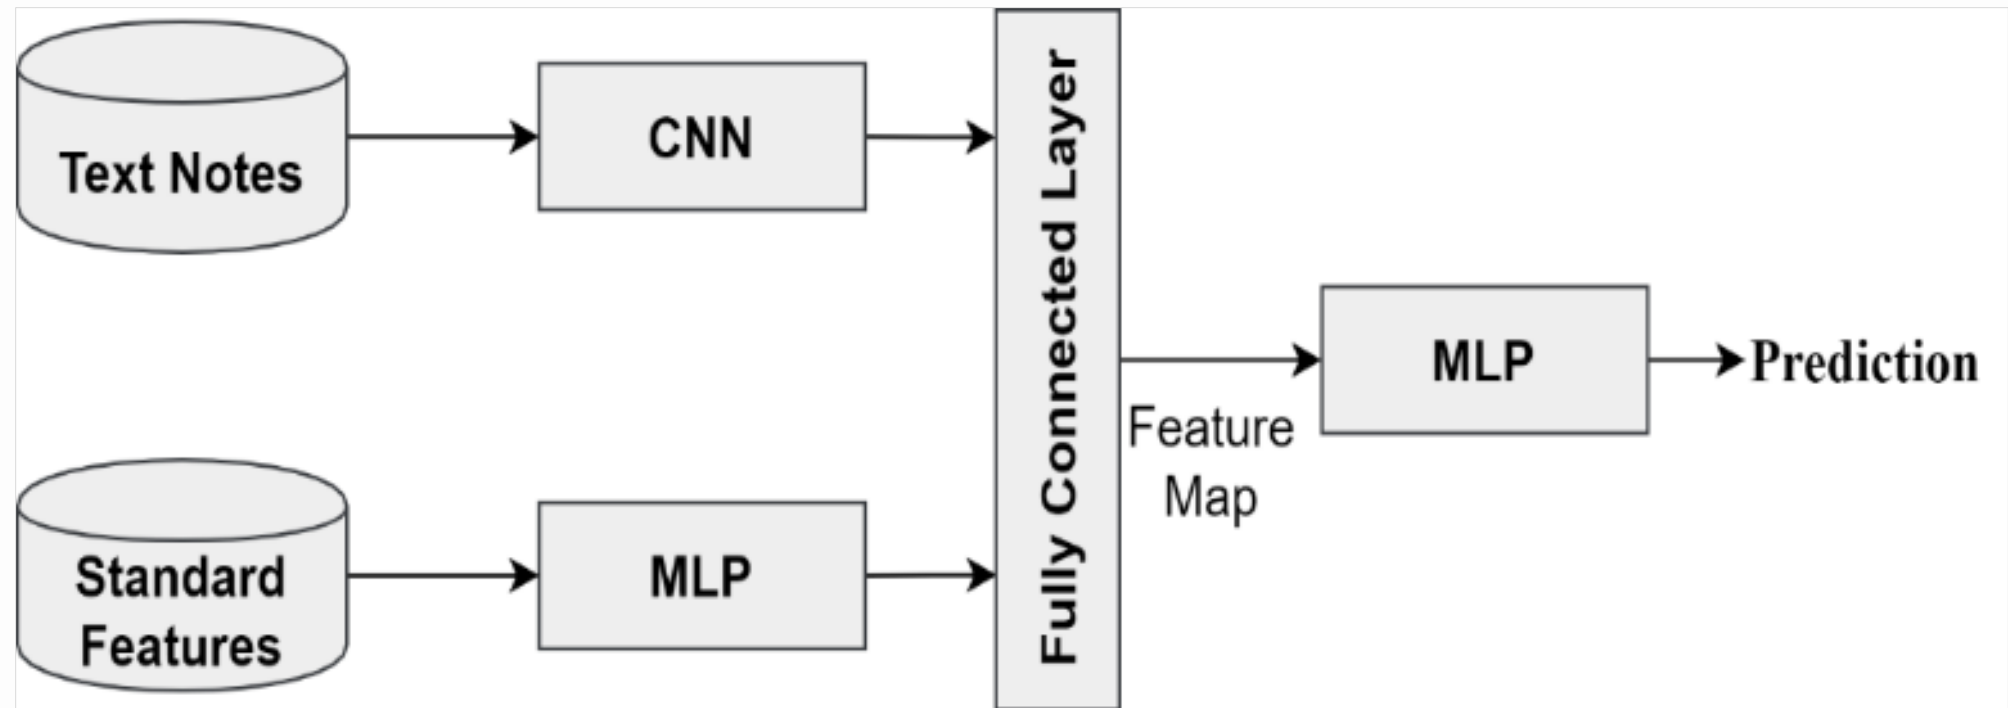 Text Notes
CNN
Fully Connected Layer
Standard
Features
MLP
Feature
Map
MLP
Prediction